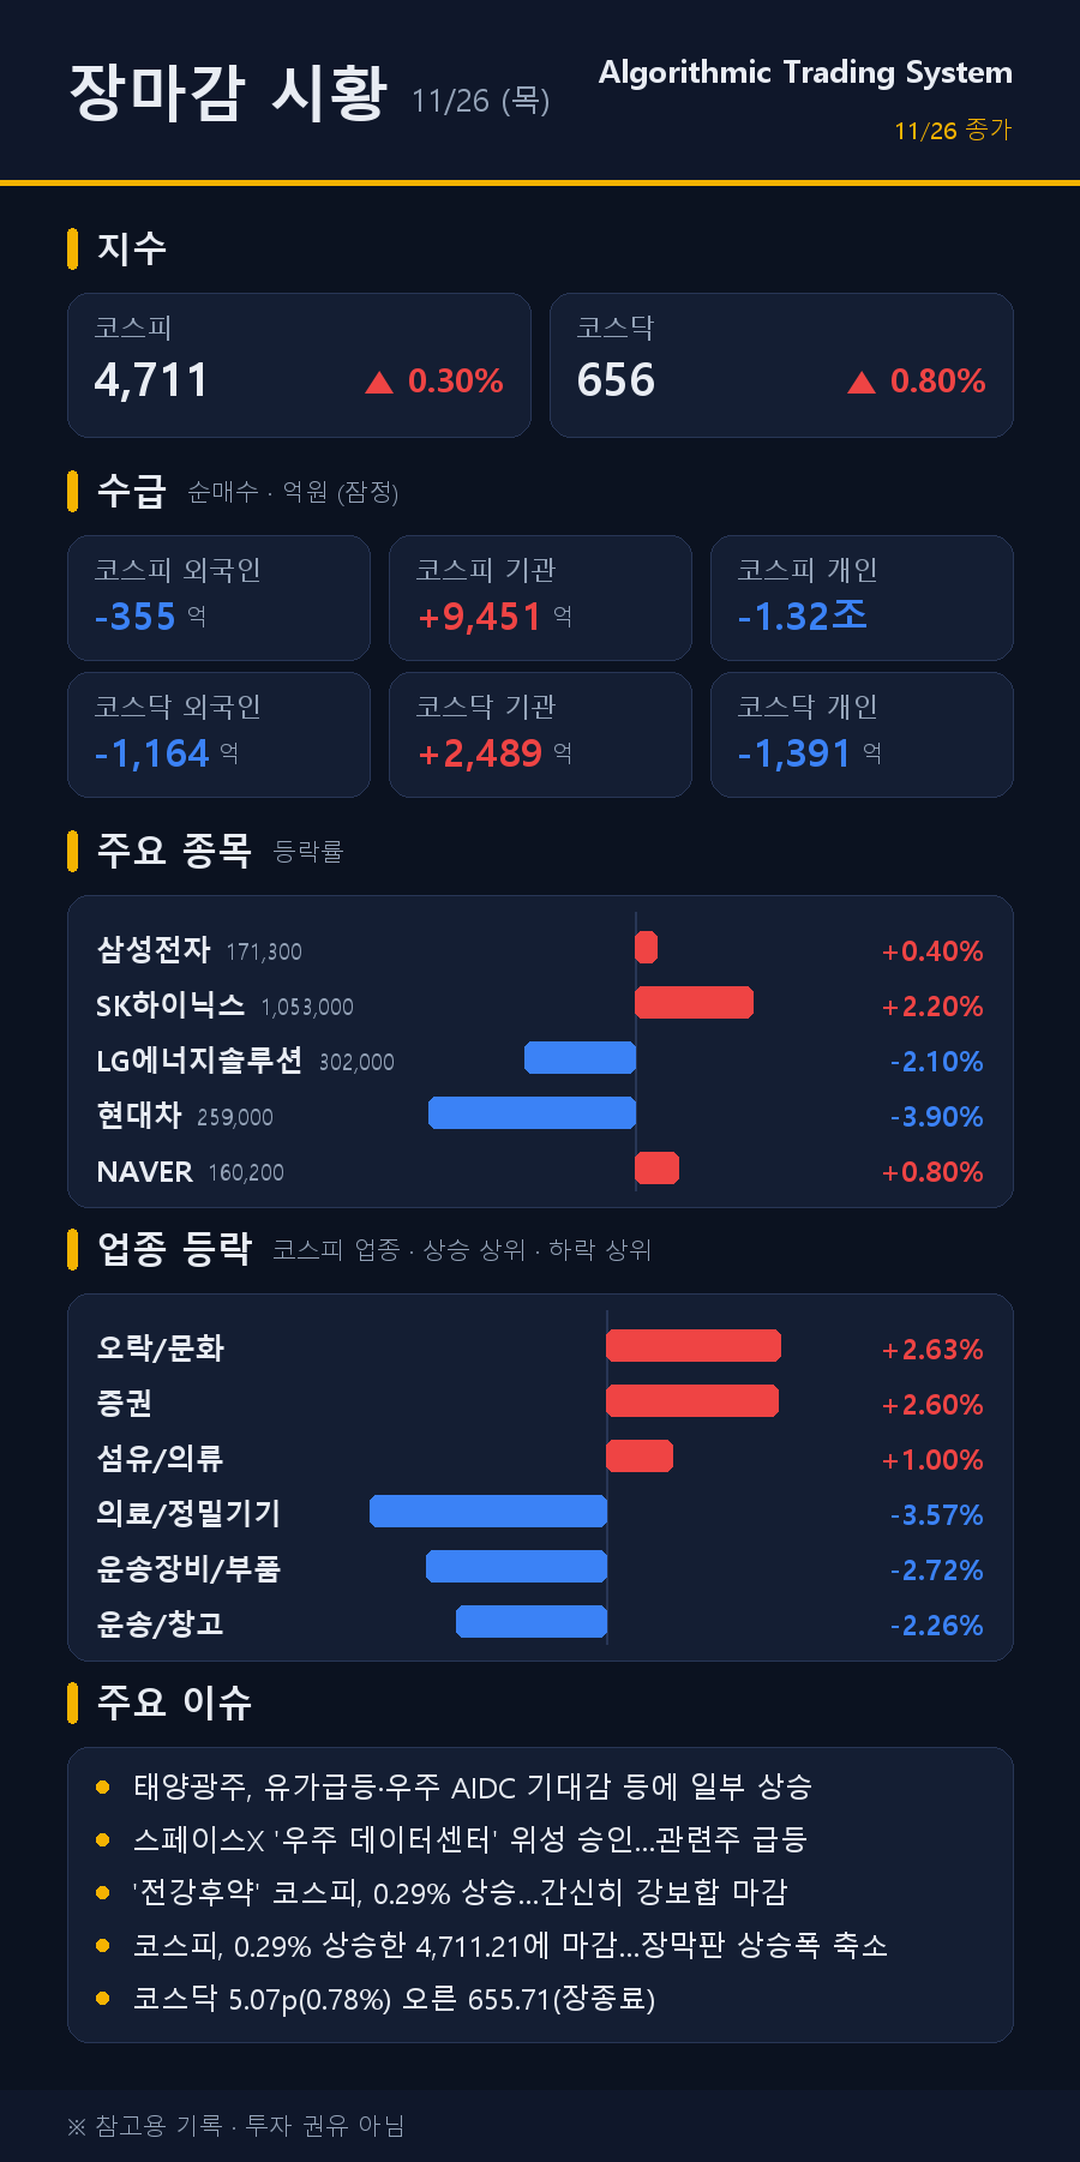 장마감 시황 11/26 (목)
Algorithmic Trading System
11/26 종가
지수
코스피
4,711 ▲ 0.30%
코스닥
656 ▲ 0.80%
수급 순매수 · 억원 (잠정)
코스피 외국인
-355 억
코스피 기관
+9,451 억
코스피 개인
-1.32조
코스닥 외국인
-1,164 억
코스닥 기관
+2,489 억
코스닥 개인
-1,391 억
주요 종목 등락률
삼성전자 171,300 +0.40%
SK하이닉스 1,053,000 +2.20%
LG에너지솔루션 302,000 -2.10%
현대차 259,000 -3.90%
NAVER 160,200 +0.80%
업종 등락 코스피 업종 · 상승 상위 · 하락 상위
오락/문화 +2.63%
증권 +2.60%
섬유/의류 +1.00%
의료/정밀기기 -3.57%
운송장비/부품 -2.72%
운송/창고 -2.26%
주요 이슈
태양광주, 유가급등·우주 AIDC 기대감 등에 일부 상승
스페이스X '우주 데이터센터' 위성 승인...관련주 급등
'전강후약' 코스피, 0.29% 상승...간신히 강보합 마감
코스피, 0.29% 상승한 4,711.21에 마감...장막판 상승폭 축소
코스닥 5.07p(0.78%) 오른 655.71(장종료)
※ 참고용 기록 · 투자 권유 아님